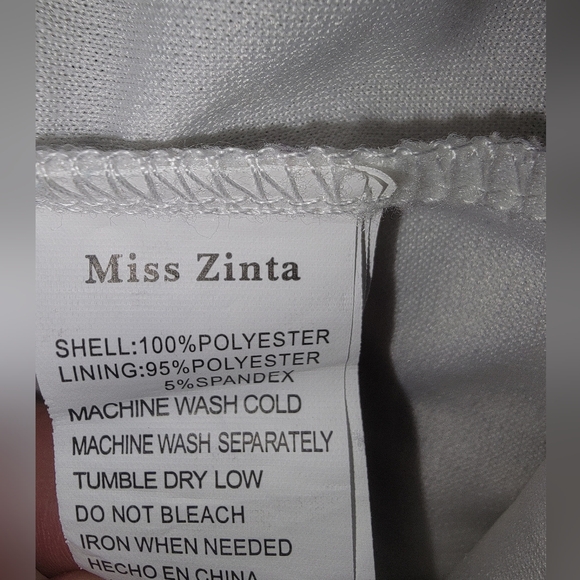 Miss Zinta
SHELL:100%POLYESTER
LINING:95%POLYESTER
5%SPANDEX
MACHINE WASH COLD
MACHINE WASH SEPARATELY
TUMBLE DRY LOW
DO NOT BLEACH
IRON WHEN NEEDED
HECHO EN CHINA